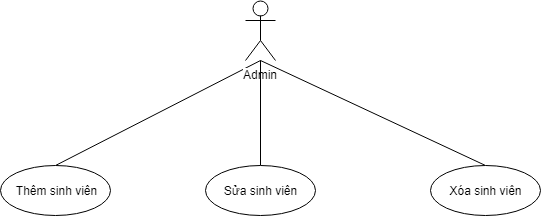 Admin
Thêm sinh viên
Sửa sinh viên
Xóa sinh viên